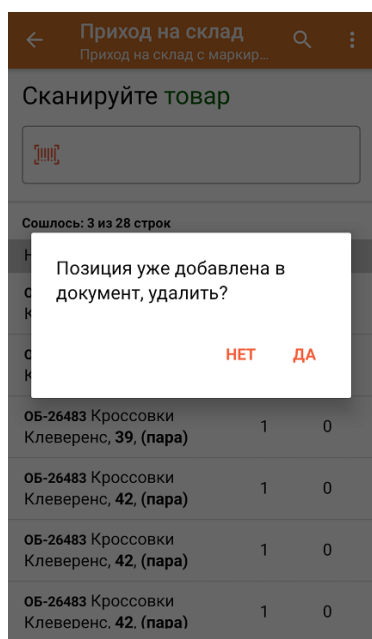 Приход на склад
Приход на склад с маркир...
Сканируйте товар
Сошлось: 3 из 28 строк
Позиция уже добавлена в
документ, удалить?
НЕТ ДА
ОБ-26483 Кроссовки
Клеверенс, 39, (пара) 1 0
ОБ-26483 Кроссовки
Клеверенс, 42, (пара) 1 0
ОБ-26483 Кроссовки
Клеверенс, 42, (пара) 1 0
ОБ-26483 Кроссовки
Клеверенс, 42, (пара) 1 0